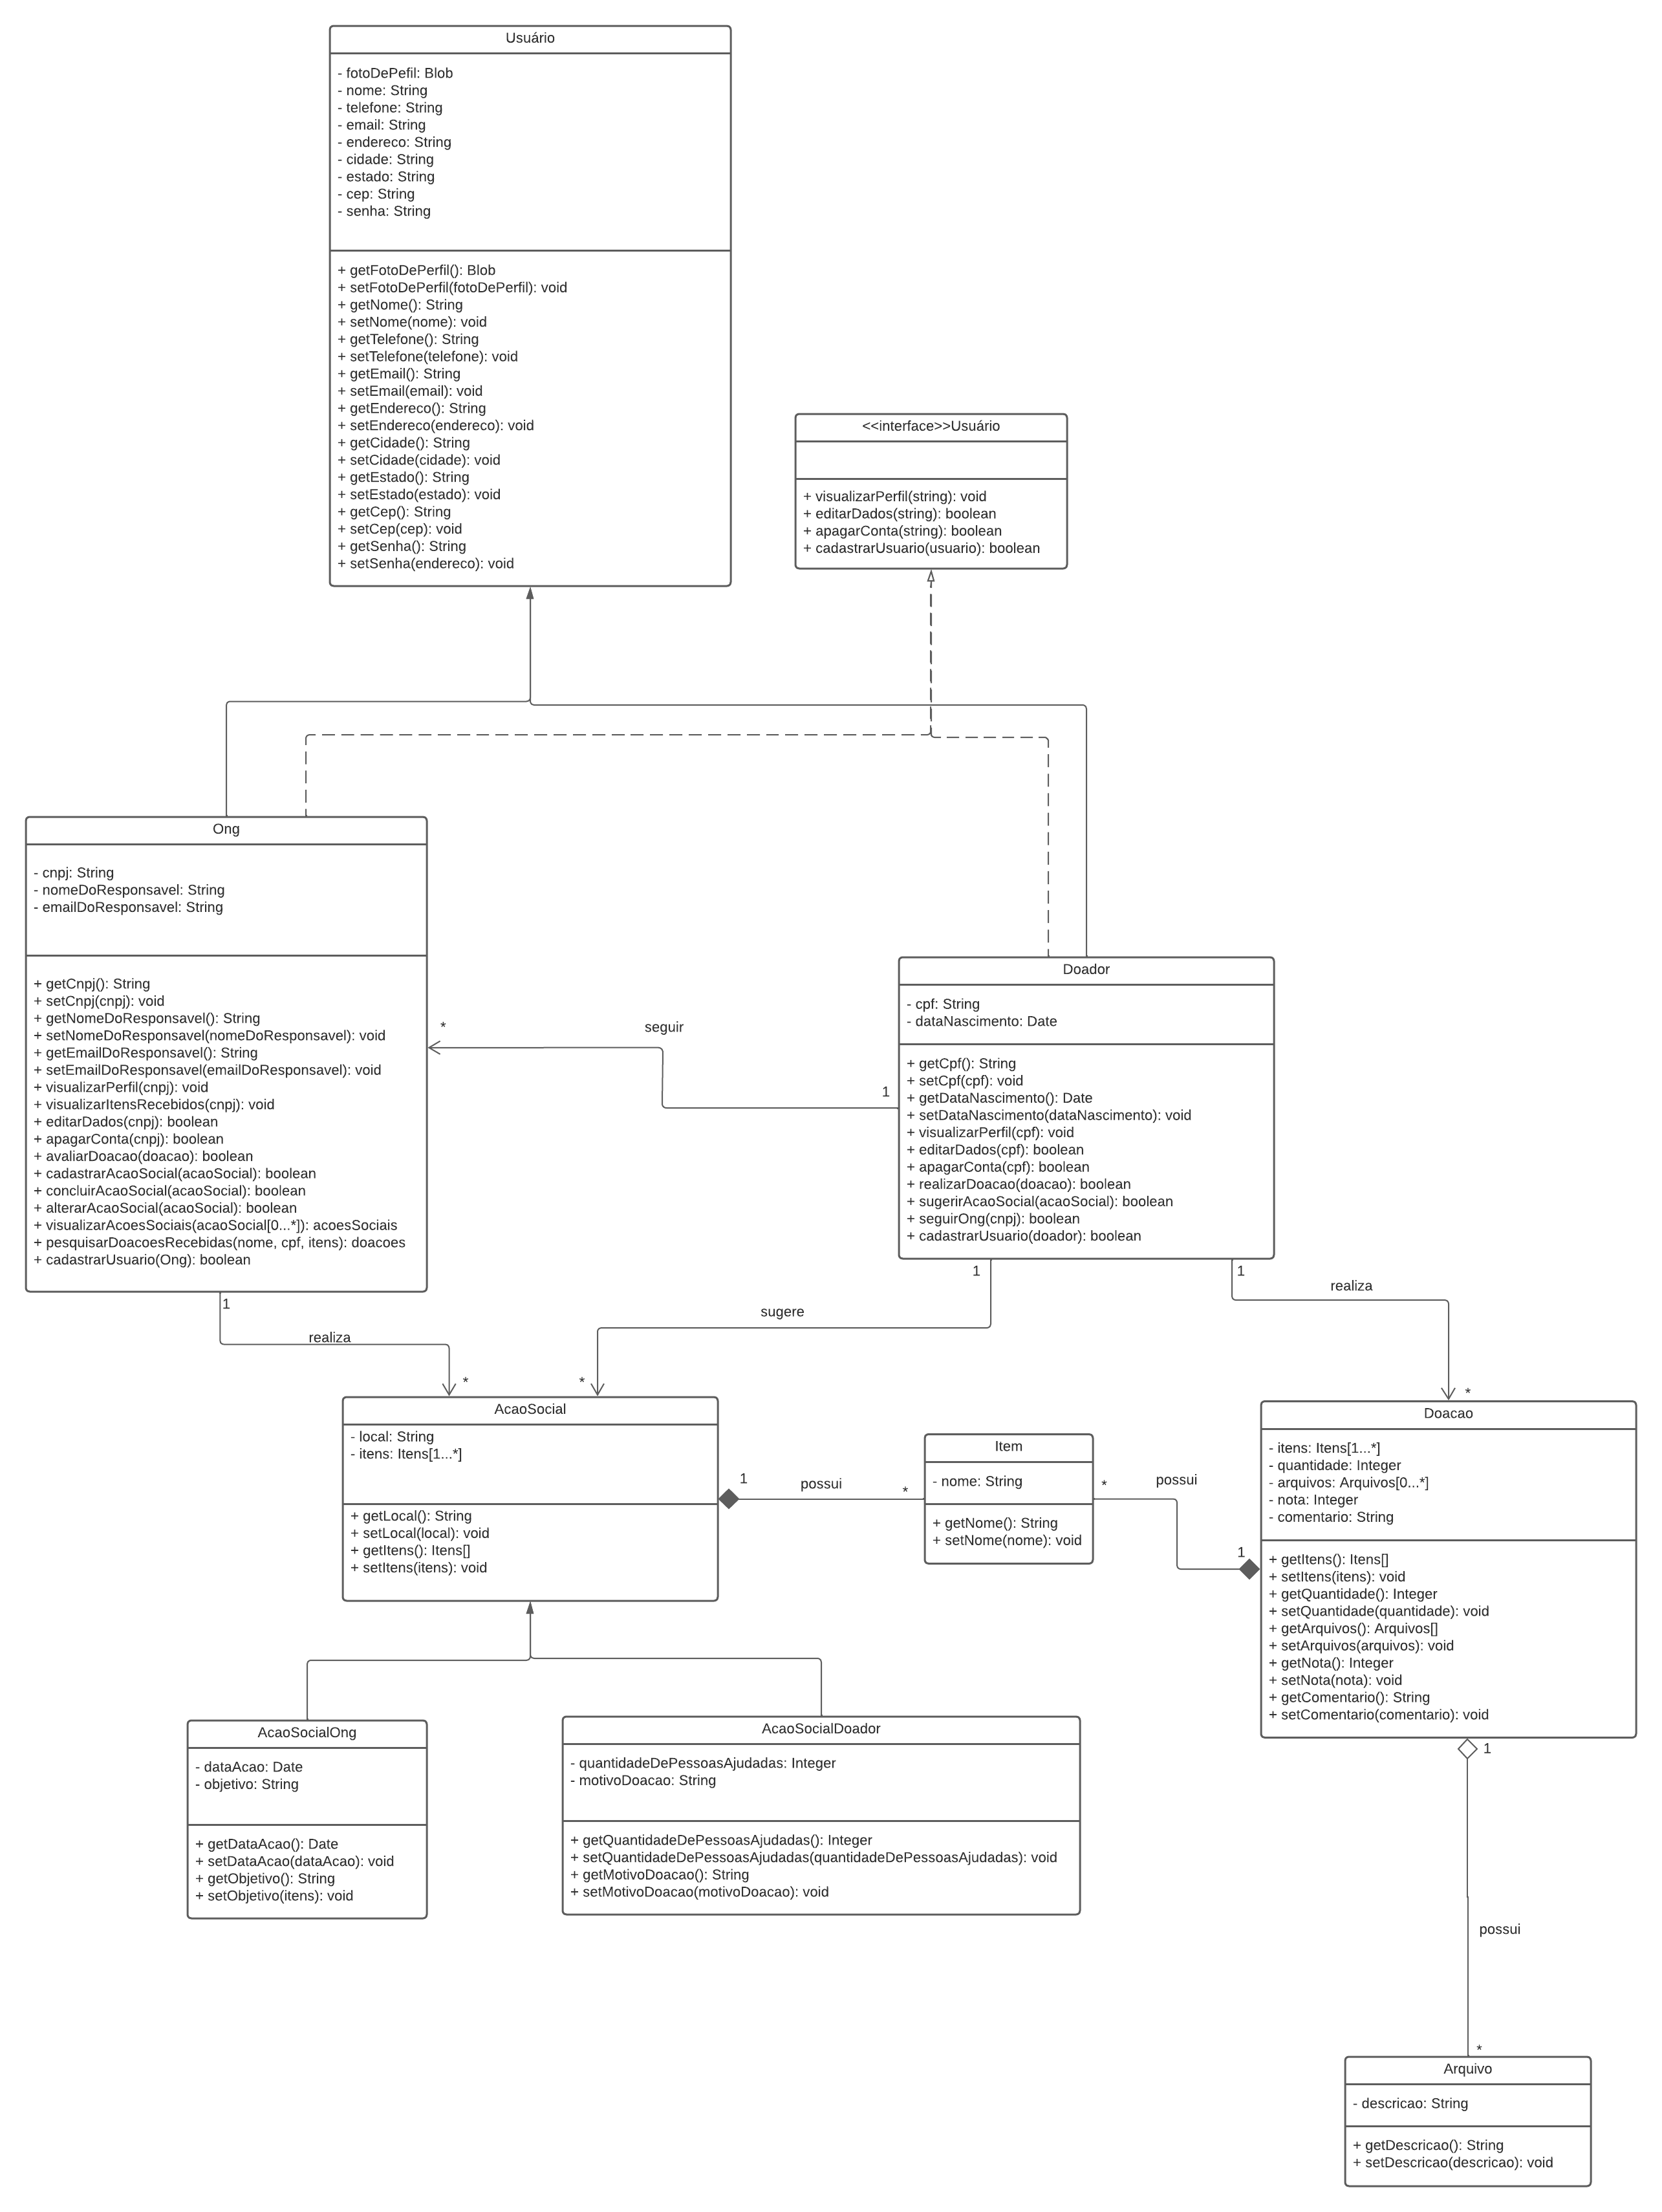 Usuário
- fotoDePefil: Blob
- nome: String
- telefone: String
- email: String
- endereco: String
- cidade: String
- estado: String
- cep: String
- senha: String
+ getFotoDePerfil(): Blob
+ setFotoDePerfil(fotoDePerfil): void
+ getNome(): String
+ setNome(nome): void
+ getTelefone(): String
+ setTelefone(telefone): void
+ getEmail(): String
+ setEmail(email): void
+ getEndereco(): String
+ setEndereco(endereco): void
+ getCidade(): String
+ setCidade(cidade): void
+ getEstado(): String
+ setEstado(estado): void
+ getCep(): String
+ setCep(cep): void
+ getSenha(): String
+ setSenha(endereco): void
<<interface>>Usuário
+ visualizarPerfil(string): void
+ editarDados(string): boolean
+ apagarConta(string): boolean
+ cadastrarUsuario(usuario): boolean
Ong
- cnpj: String
- nomeDoResponsavel: String
- emailDoResponsavel: String
+ getCnpj(): String
+ setCnpj(cnpj): void
+ getNomeDoResponsavel(): String
+ setNomeDoResponsavel(nomeDoResponsavel): void
+ getEmailDoResponsavel(): String
+ setEmailDoResponsavel(emailDoResponsavel): void
+ visualizarPerfil(cnpj): void
+ visualizarItensRecebidos(cnpj): void
+ editarDados(cnpj): boolean
+ apagarConta(cnpj): boolean
+ avaliarDoacao(doacao): boolean
+ cadastrarAcaoSocial(acaoSocial): boolean
+ concluirAcaoSocial(acaoSocial): boolean
+ alterarAcaoSocial(acaoSocial): boolean
+ visualizarAcoesSociais(acaoSocial[0...*]): acoesSociais
+ pesquisarDoacoesRecebidas(nome, cpf, itens): doacoes
+ cadastrarUsuario(Ong): boolean
*
seguir
1
Doador
- cpf: String
- dataNascimento: Date
+ getCpf(): String
+ setCpf(cpf): void
+ getDataNascimento(): Date
+ setDataNascimento(dataNascimento): void
+ visualizarPerfil(cpf): void
+ editarDados(cpf): boolean
+ apagarConta(cpf): boolean
+ realizarDoacao(doacao): boolean
+ sugerirAcaoSocial(acaoSocial): boolean
+ seguirOng(cnpj): boolean
+ cadastrarUsuario(doador): boolean
1
realiza
*
1
sugere
*
1
realiza
*
AcaoSocial
- local: String
- itens: Itens[1...*]
+ getLocal(): String
+ setLocal(local): void
+ getItens(): Itens[]
+ setItens(itens): void
1
possui
*
Item
- nome: String
+ getNome(): String
+ setNome(nome): void
*
possui
1
Doacao
- itens: Itens[1...*]
- quantidade: Integer
- arquivos: Arquivos[0...*]
- nota: Integer
- comentario: String
+ getItens(): Itens[]
+ setItens(itens): void
+ getQuantidade(): Integer
+ setQuantidade(quantidade): void
+ getArquivos(): Arquivos[]
+ setArquivos(arquivos): void
+ getNota(): Integer
+ setNota(nota): void
+ getComentario(): String
+ setComentario(comentario): void
AcaoSocialOng
- dataAcao: Date
- objetivo: String
+ getDataAcao(): Date
+ setDataAcao(dataAcao): void
+ getObjetivo(): String
+ setObjetivo(itens): void
AcaoSocialDoador
- quantidadeDePessoasAjudadas: Integer
- motivoDoacao: String
+ getQuantidadeDePessoasAjudadas(): Integer
+ setQuantidadeDePessoasAjudadas(quantidadeDePessoasAjudadas): void
+ getMotivoDoacao(): String
+ setMotivoDoacao(motivoDoacao): void
1
possui
*
Arquivo
- descricao: String
+ getDescricao(): String
+ setDescricao(descricao): void